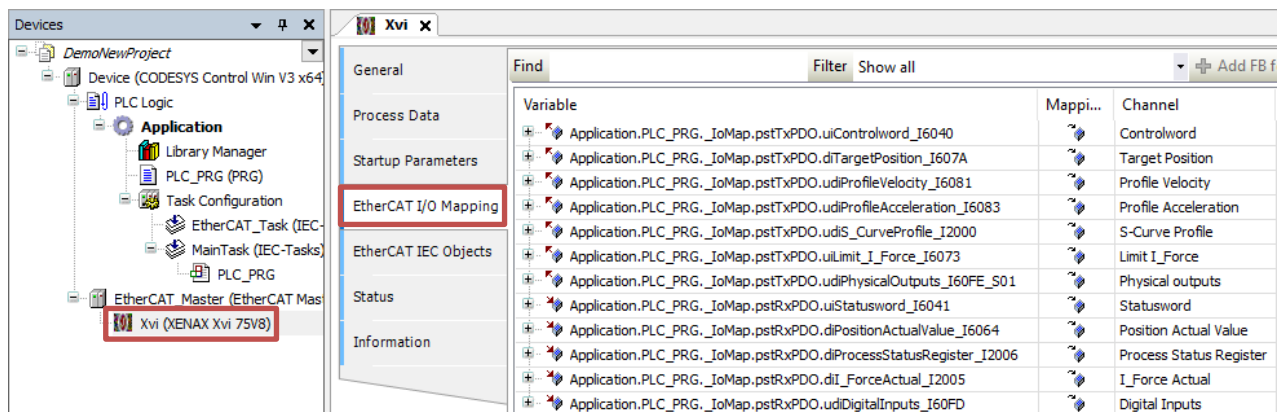 Devices
DemoNewProject
Device (CODESYS Control Win V3 x64
PLC Logic
Application
Library Manager
PLC_PRG (PRG)
Task Configuration
EtherCAT_Task (IEC-
MainTask (IEC-Tasks)
PLC_PRG
EtherCAT_Master (EtherCAT Mas
Xvi (XENAX Xvi 75V8)
Xvi
General
Process Data
Startup Parameters
EtherCAT I/O Mapping
EtherCAT IEC Objects
Status
Information
Find Filter Show all Add FB f
Variable Mappi... Channel
Application.PLC_PRG._IoMap.pstTxPDO.uiControlword_I6040 Controlword
Application.PLC_PRG._IoMap.pstTxPDO.diTargetPosition_I607A Target Position
Application.PLC_PRG._IoMap.pstTxPDO.udiProfileVelocity_I6081 Profile Velocity
Application.PLC_PRG._IoMap.pstTxPDO.udiProfileAcceleration_I6083 Profile Acceleration
Application.PLC_PRG._IoMap.pstTxPDO.udiS_CurveProfile_I2000 S-Curve Profile
Application.PLC_PRG._IoMap.pstTxPDO.uiLimit_I_Force_I6073 Limit I_Force
Application.PLC_PRG._IoMap.pstTxPDO.udiPhysicalOutputs_I60FE_S01 Physical outputs
Application.PLC_PRG._IoMap.pstRxPDO.uiStatusword_I6041 Statusword
Application.PLC_PRG._IoMap.pstRxPDO.diPositionActualValue_I6064 Position Actual Value
Application.PLC_PRG._IoMap.pstRxPDO.diProcessStatusRegister_I2006 Process Status Register
Application.PLC_PRG._IoMap.pstRxPDO.diI_ForceActual_I2005 I_Force Actual
Application.PLC_PRG._IoMap.pstRxPDO.udiDigitalInputs_I60FD Digital Inputs